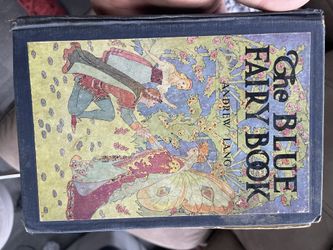 The BLUE
FAIRY BOOK
ANDREW LANG